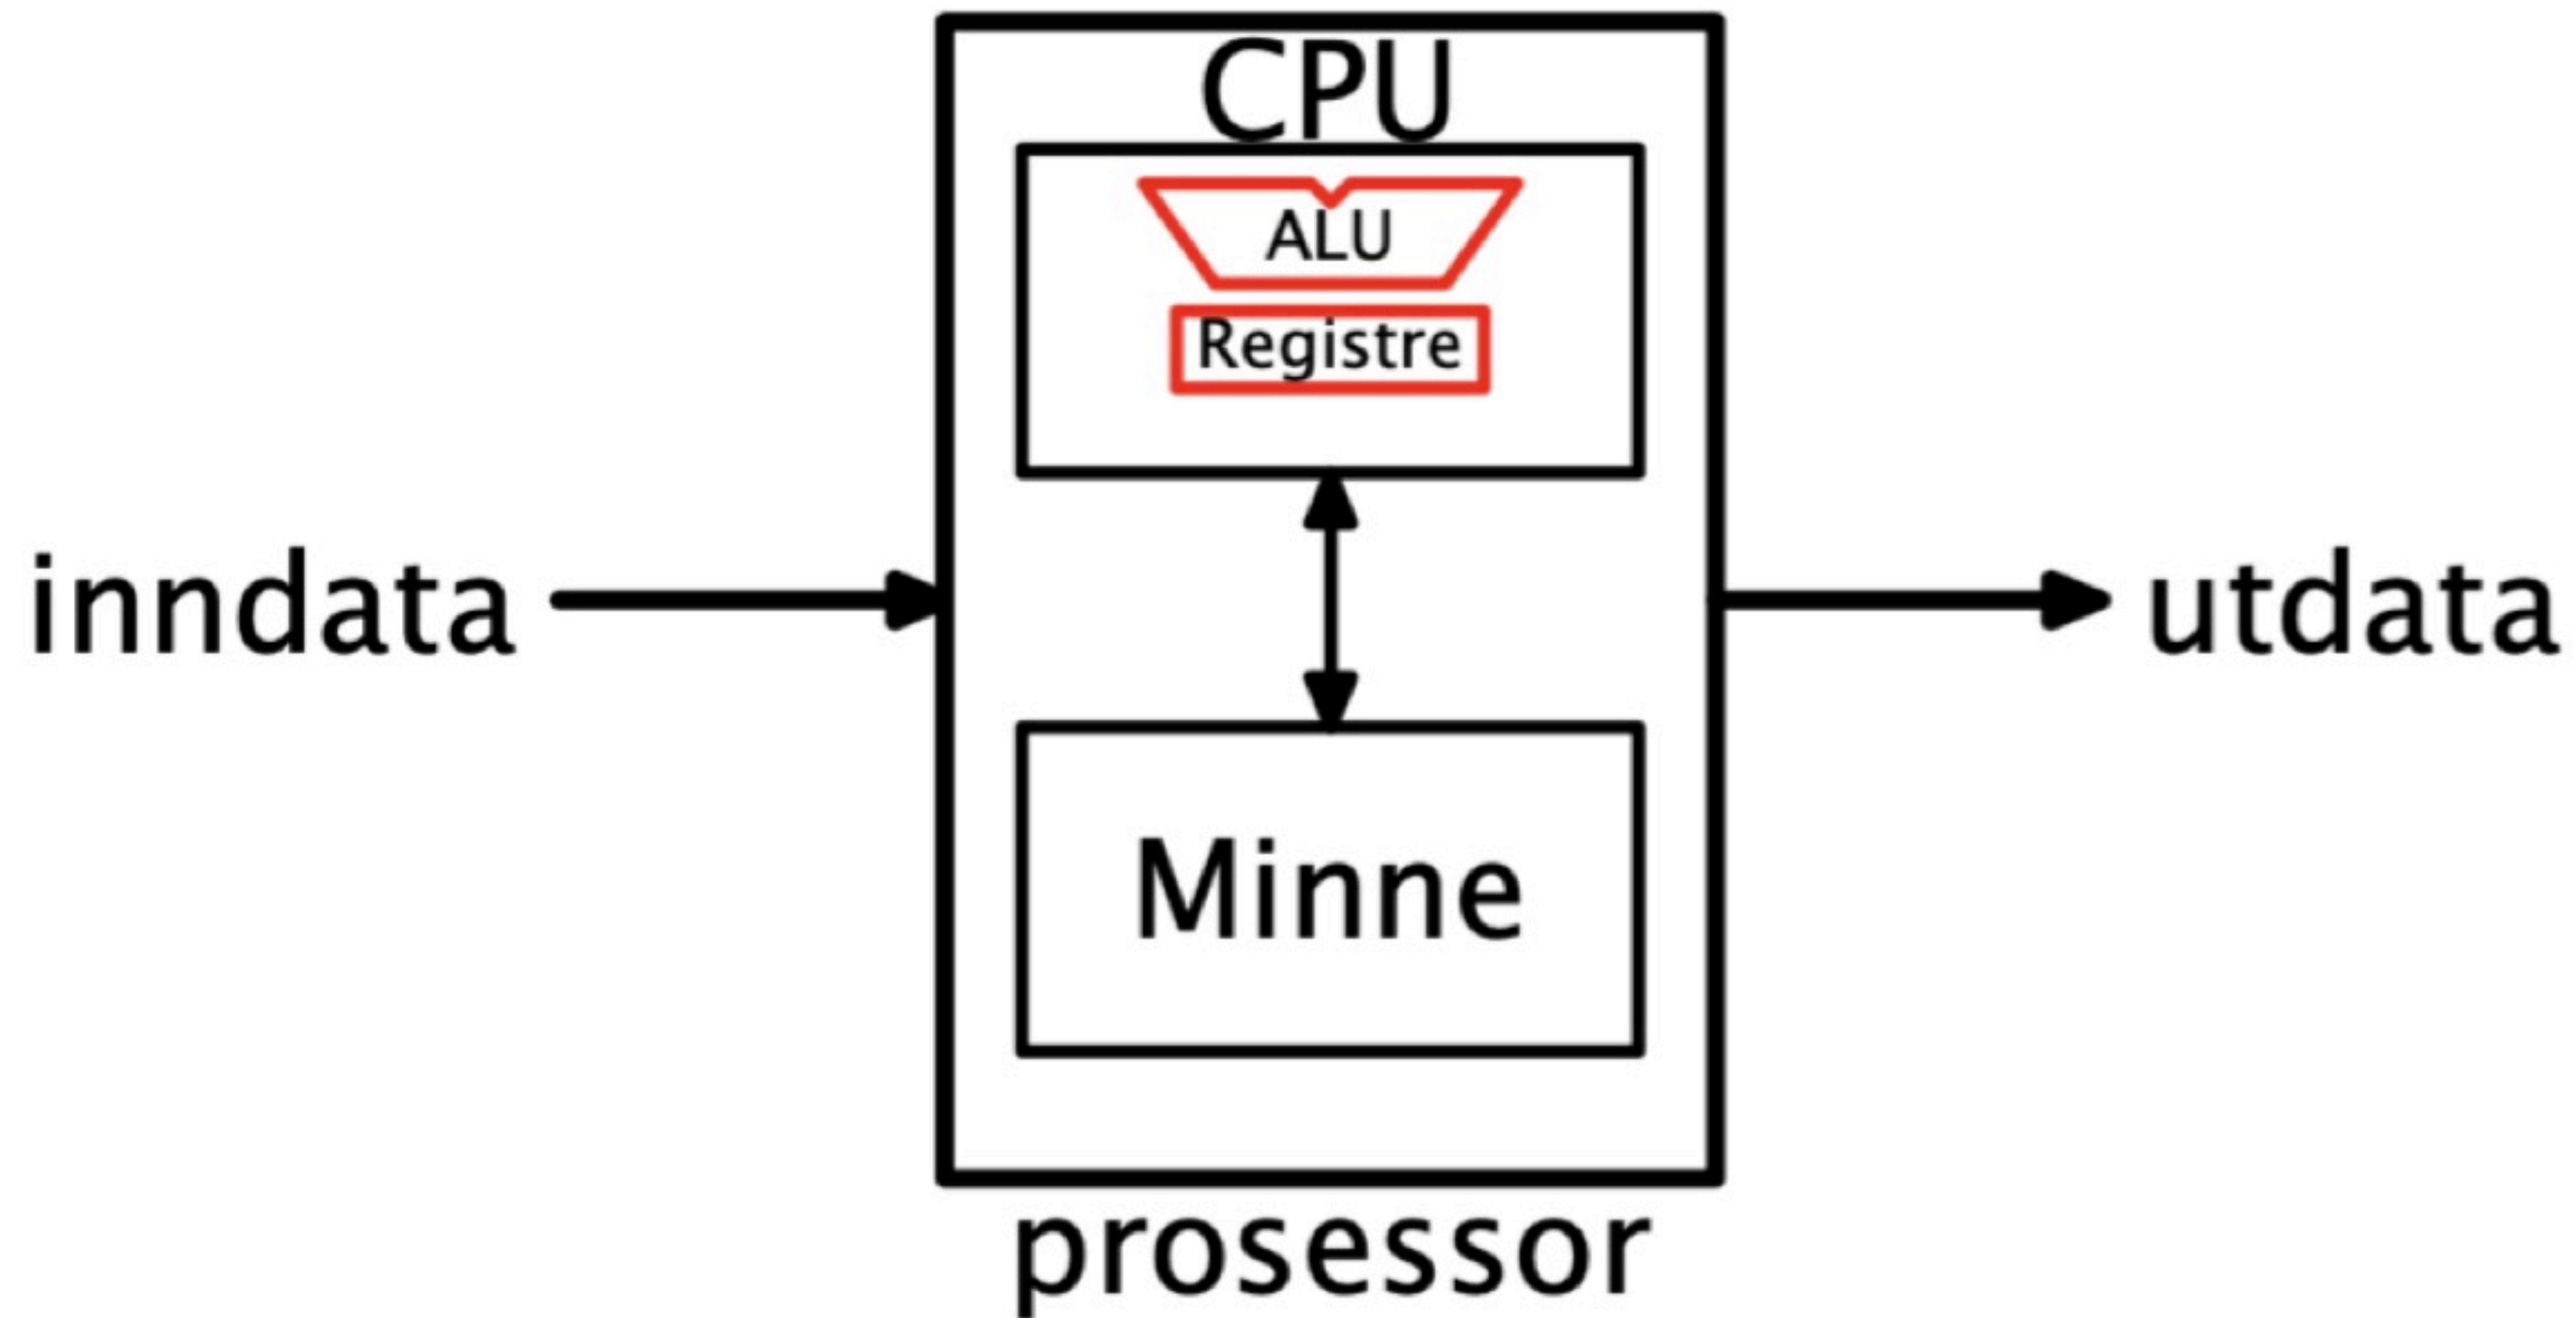 CPU
ALU
Registre
inndata
utdata
Minne
prosessor